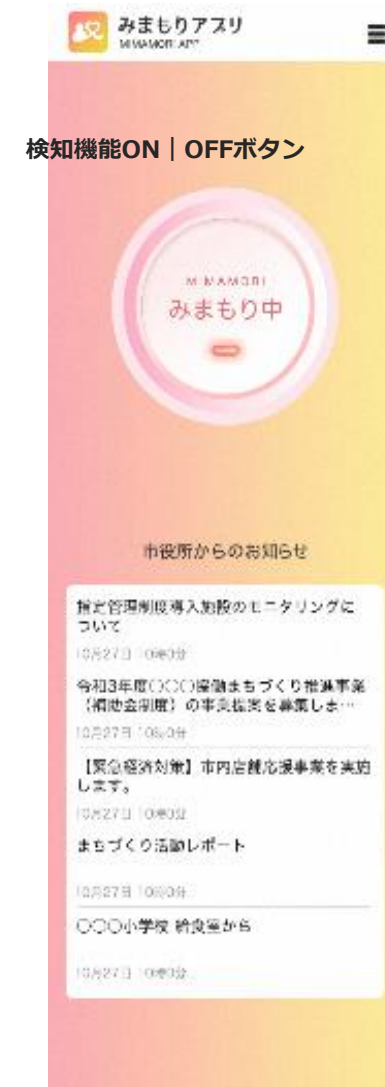 みまもりアプリ
MIMAMORI APP
検知機能ON｜OFFボタン
MIMAMORI
みまもり中
市役所からのお知らせ
指定管理制度導入施設のモニタリングに
ついて
10月27日 10時0分
令和3年度〇〇〇協働まちづくり推進事業
（補助金制度）の事業提案を募集しま…
10月27日 10時0分
【緊急経済対策】市内店舗応援事業を実施
します。
10月27日 10時0分
まちづくり活動レポート
10月27日 10時0分
〇〇〇小学校 給食室から
10月27日 10時0分